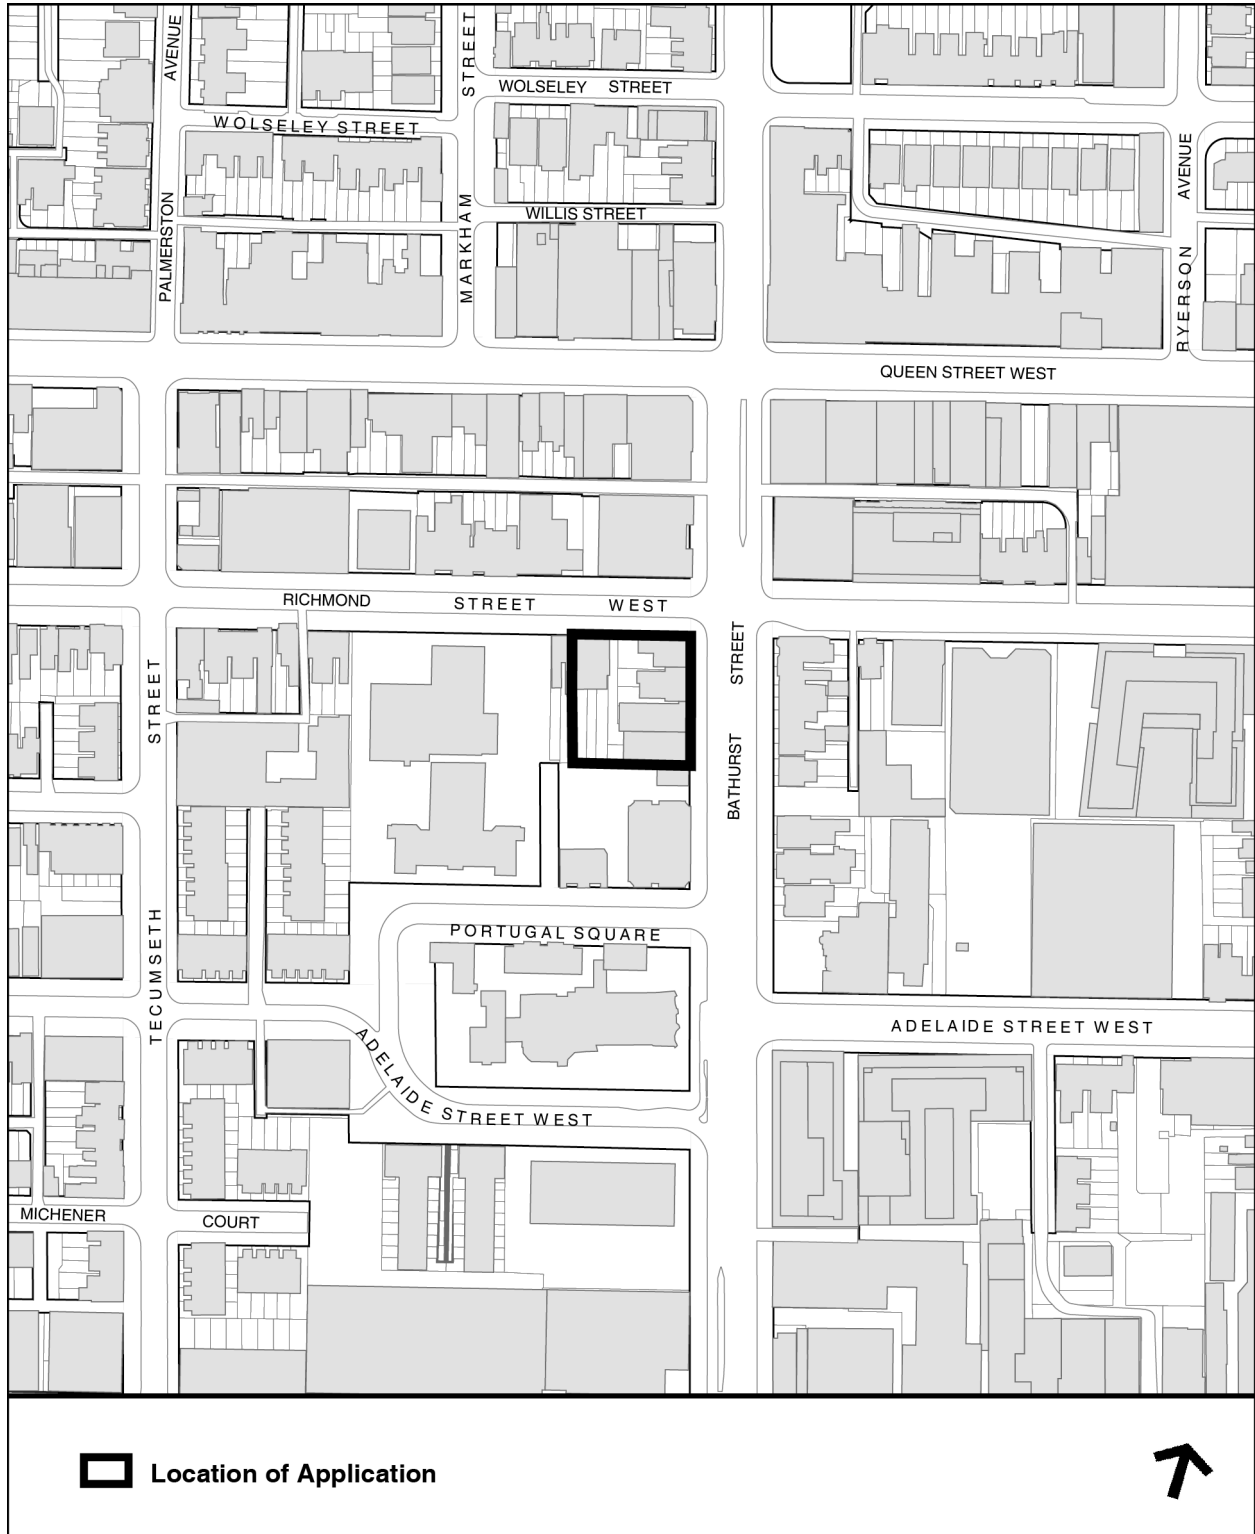 AVENUE
STREET
WOLSELEY STREET
WOLSELEY STREET
AVENUE
PALMERSTON
MARKHAM
WILLIS STREET
RYERSON
QUEEN STREET WEST
RICHMOND STREET WEST
STREET
STREET
BATHURST
TECUMSETH
PORTUGAL SQUARE
ADELAIDE STREET WEST
ADELAIDE STREET WEST
MICHENER COURT
Location of Application